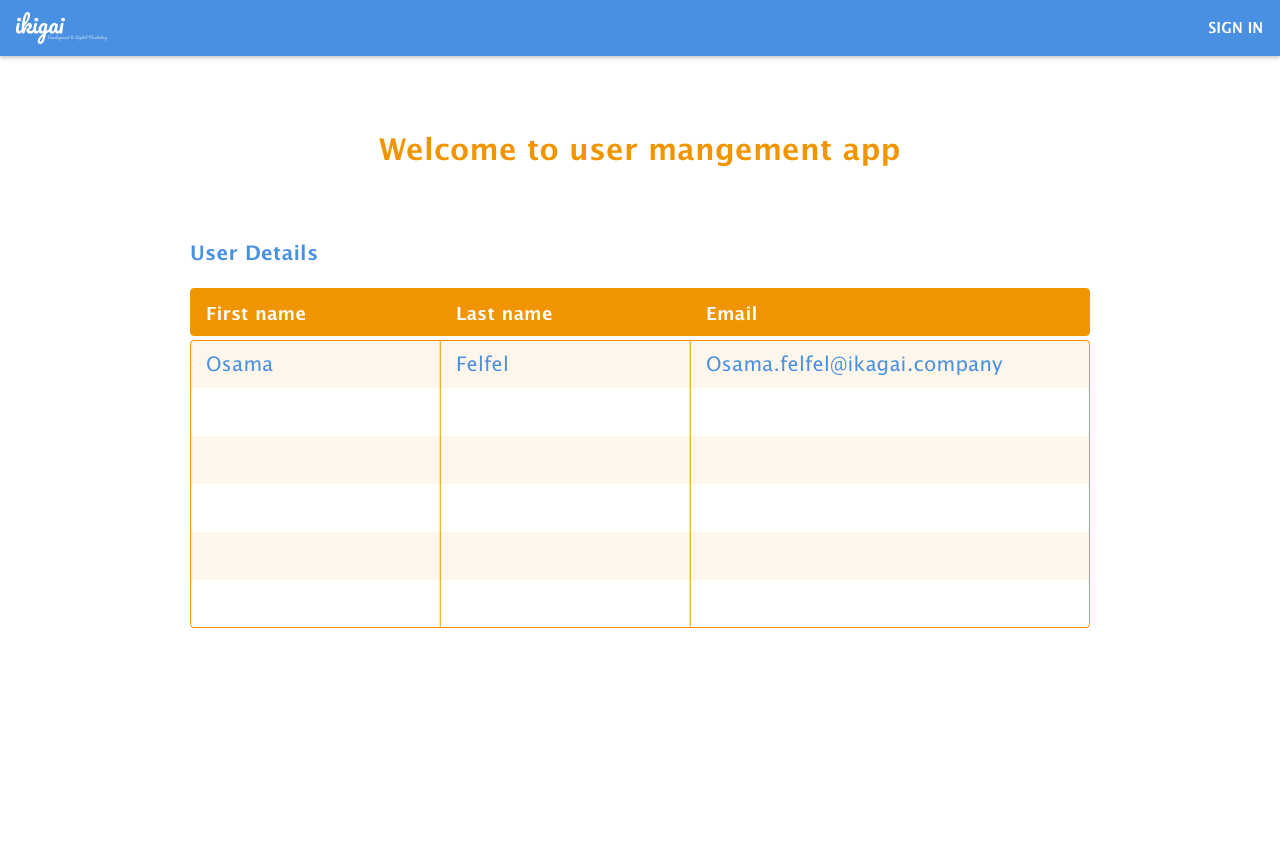 ikigai
Development & Digital Marketing
SIGN IN
Welcome to user mangement app
User Details
First name Last name Email
Osama Felfel Osama.felfel@ikagai.company